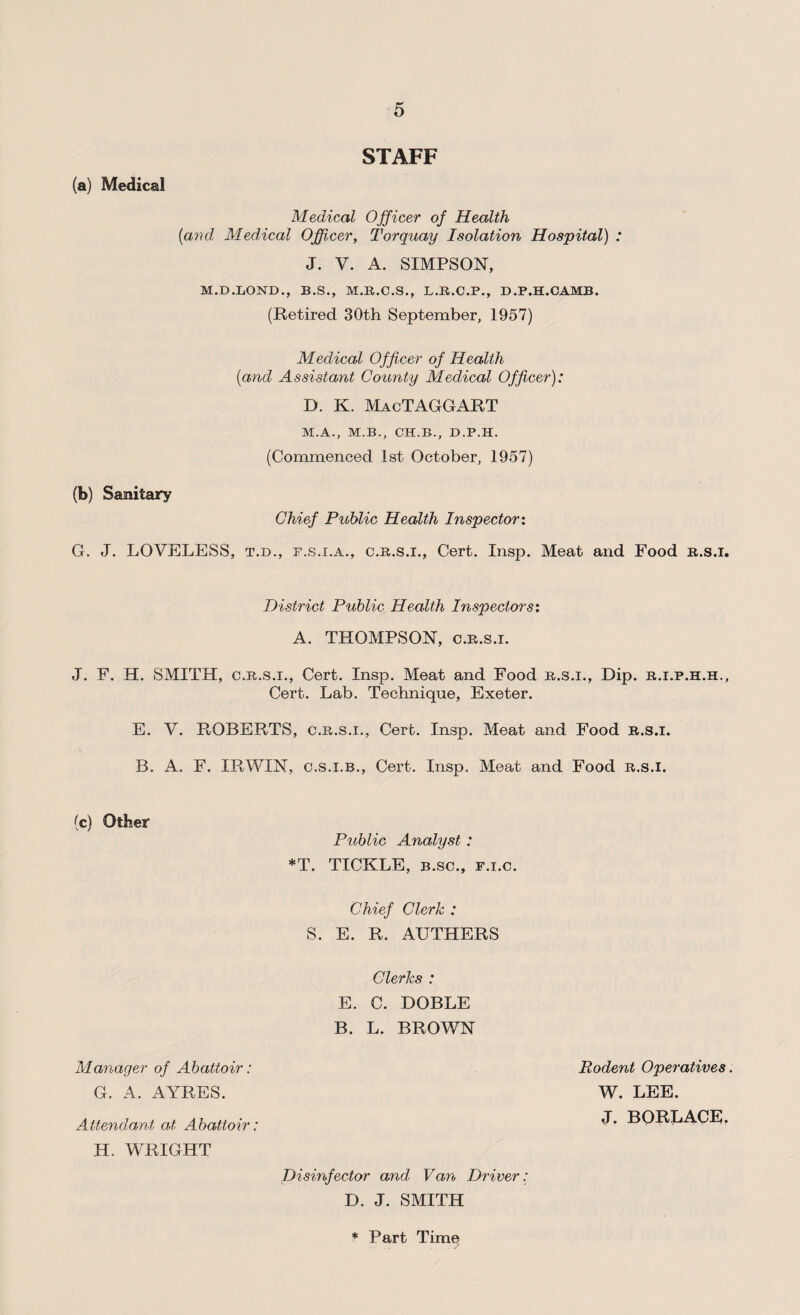 5
STAFF
(a) Medical
Medical Officer of Health
(and Medical Officer, Torquay Isolation Hospital) :
J. V. A. SIMPSON,
M.D.LOND., B.S., M.R.C.S., L.R.C.P., D.P.H.CAMB.
(Retired 30th September, 1957)
Medical Officer of Health
(and Assistant County Medical Officer):
D. K. MacTAGGART
M.A., M.B., CH.B., D.P.H.
(Commenced 1st October, 1957)
(b) Sanitary
Chief Public Health Inspector:
G. J. LOVELESS, T.D., F.S.I.A., C.R.S.I., Cert. Insp. Meat and Food R.S.I.
District Public Health Inspectors:
A. THOMPSON, C.R.S.I.
J. F. H. SMITH, C.R.S.I., Cert. Insp. Meat and Food R.S.I., Dip. R.I.P.H.H.,
Cert. Lab. Technique, Exeter.
E. V. ROBERTS, C.R.S.I., Cert. Insp. Meat and Food R.S.I.
B. A. F. IRWIN, C.S.I.B., Cert. Insp. Meat and Food R.S.I.
(c) Other
Public Analyst :
*T. TICKLE, B.SC., F.I.C.
Chief Clerk :
S. E. R. AUTHERS
Clerks :
E. C. DOBLE
B. L. BROWN
Manager of Abattoir :
G. A. AYRES.
Attendant at Abattoir :
H. WRIGHT
Rodent Operatives.
W. LEE.
J. BORLACE.
Disinfector and Van Driver :
D. J. SMITH
* Part Time